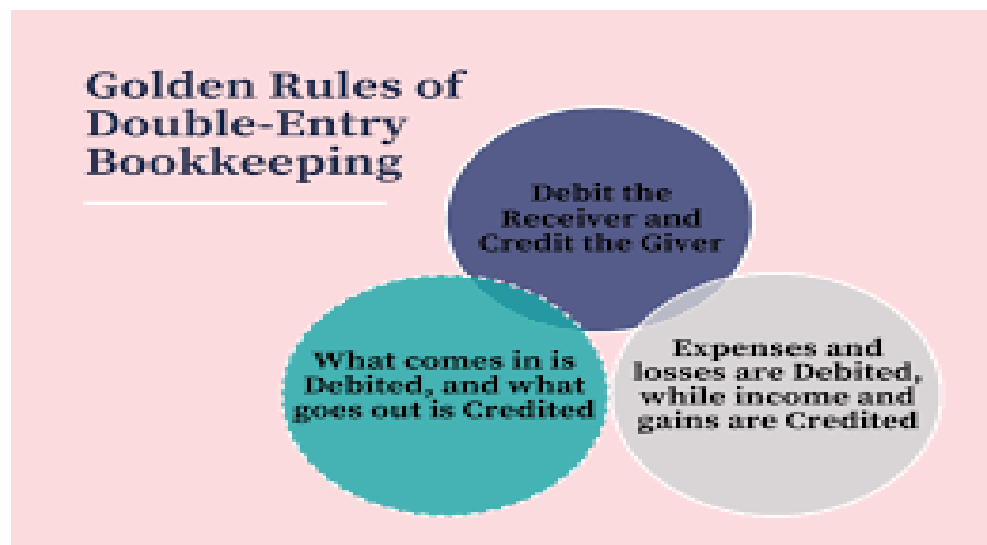 Golden Rules of
Double-Entry
Bookkeeping
Debit the
Receiver and
Credit the Giver
What comes in is
Debited, and what
goes out is Credited
Expenses and
losses are Debited,
while income and
gains are Credited